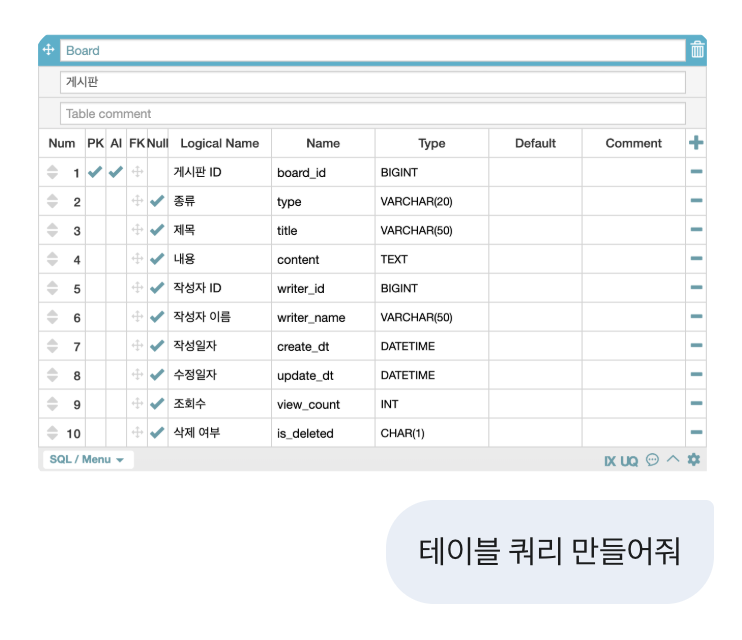 Board
게시판
Table comment
Num PK AI FK Null Logical Name Name Type Default Comment
1 게시판 ID board_id BIGINT
2 종류 type VARCHAR(20)
3 제목 title VARCHAR(50)
4 내용 content TEXT
5 작성자 ID writer_id BIGINT
6 작성자 이름 writer_name VARCHAR(50)
7 작성일자 create_dt DATETIME
8 수정일자 update_dt DATETIME
9 조회수 view_count INT
10 삭제 여부 is_deleted CHAR(1)
SQL / Menu IX UQ
테이블 쿼리 만들어줘